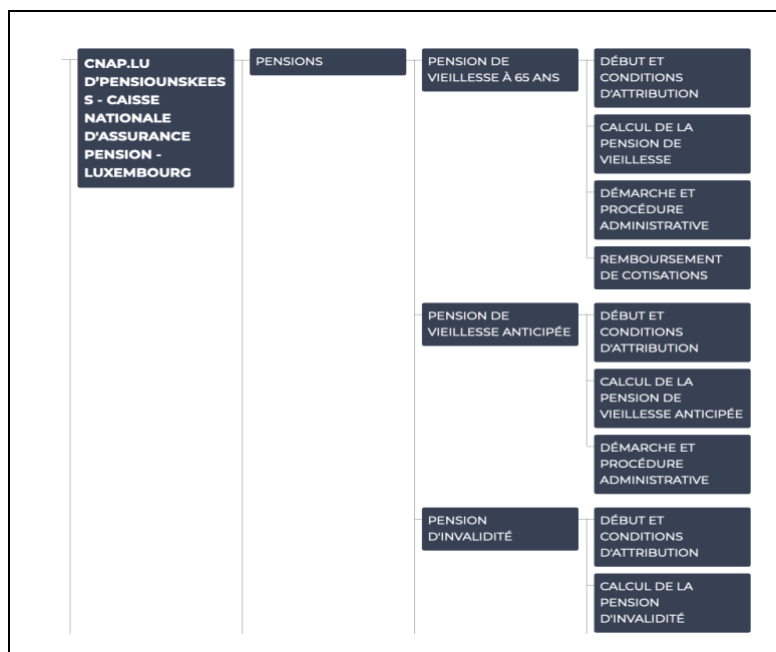 CNAP.LU
D'PENSIOUNSKEES
S - CAISSE
NATIONALE
D'ASSURANCE
PENSION -
LUXEMBOURG
PENSIONS
PENSION DE
VIEILLESSE À 65 ANS
DÉBUT ET
CONDITIONS
D'ATTRIBUTION
CALCUL DE LA
PENSION DE
VIEILLESSE
DÉMARCHE ET
PROCÉDURE
ADMINISTRATIVE
REMBOURSEMENT
DE COTISATIONS
PENSION DE
VIEILLESSE ANTICIPÉE
DÉBUT ET
CONDITIONS
D'ATTRIBUTION
CALCUL DE LA
PENSION DE
VIEILLESSE ANTICIPÉE
DÉMARCHE ET
PROCÉDURE
ADMINISTRATIVE
PENSION
D'INVALIDITÉ
DÉBUT ET
CONDITIONS
D'ATTRIBUTION
CALCUL DE LA
PENSION
D'INVALIDITÉ